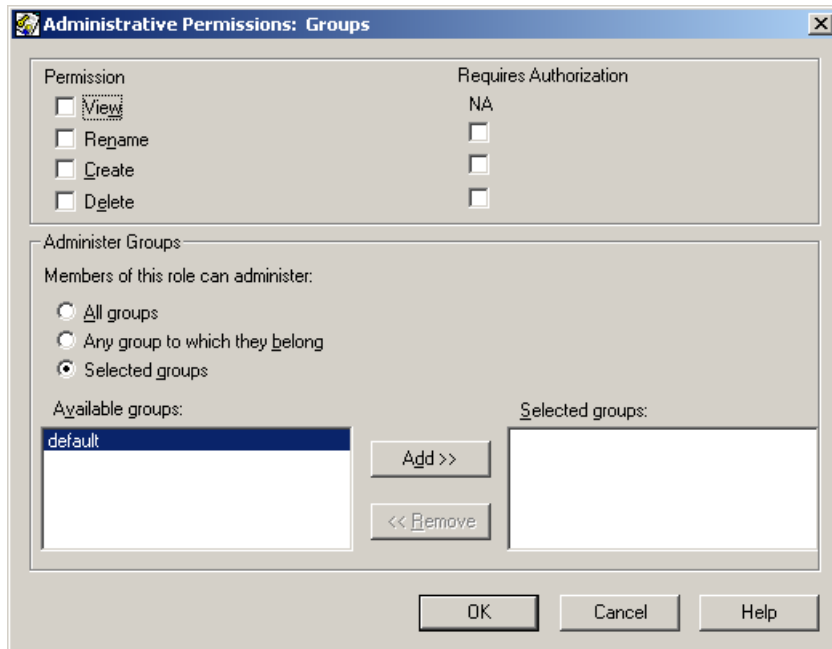 Administrative Permissions: Groups
Permission Requires Authorization
View NA
Rename
Create
Delete
Administer Groups
Members of this role can administer:
All groups
Any group to which they belong
Selected groups
Available groups: Selected groups:
default
Add >>
<< Remove
OK Cancel Help